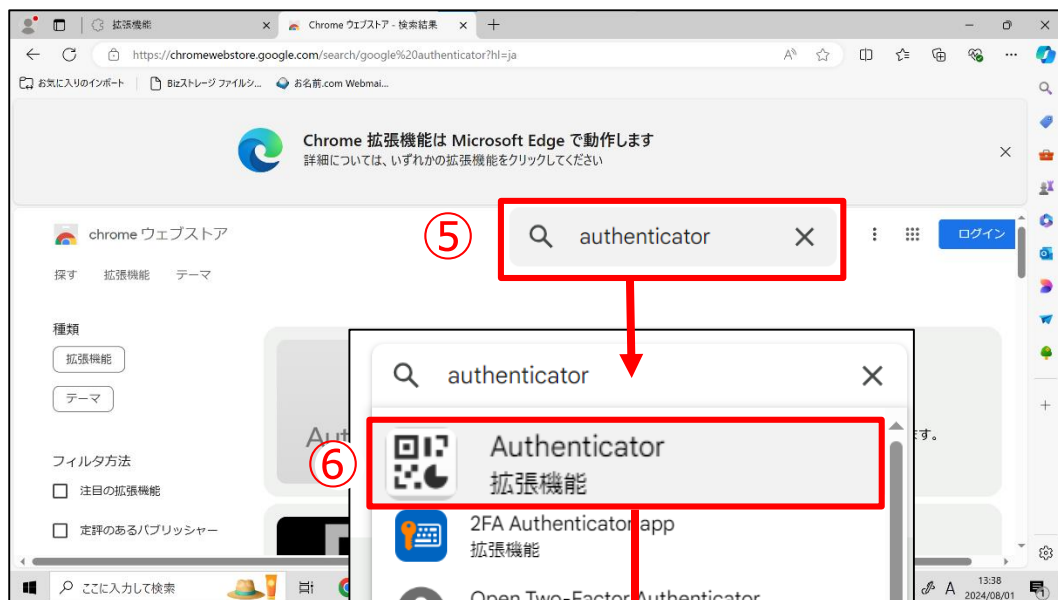 拡張機能
Chrome ウェブストア - 検索結果
https://chromewebstore.google.com/search/google%20authenticator?hl=ja
お気に入りのインポート
Bizストレージ ファイルシ...
お名前.com Webmai...
Chrome 拡張機能は Microsoft Edge で動作します
詳細については、いずれかの拡張機能をクリックしてください
⑤
chrome ウェブストア
authenticator
ログイン
探す
拡張機能
テーマ
種類
拡張機能
テーマ
authenticator
Aut
す。
⑥
Authenticator
拡張機能
フィルタ方法
注目の拡張機能
定評のあるパブリッシャー
2FA Authenticator app
拡張機能
Open Two-Factor Authenticator
ここに入力して検索
A
13:38
2024/08/01